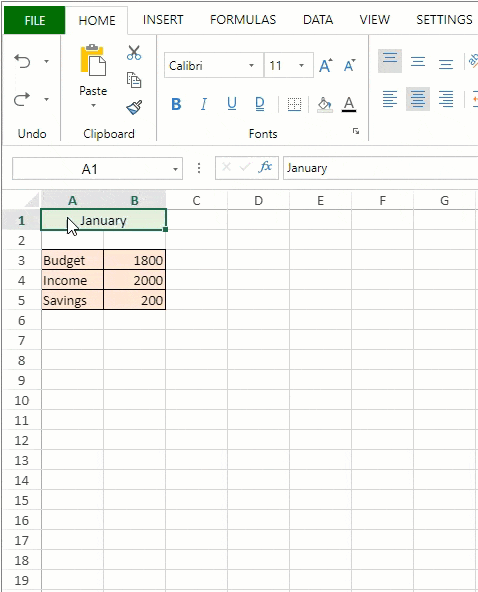 FILE HOME INSERT FORMULAS DATA VIEW SETTINGS
Calibri 11 A A
Paste B I U D A
Undo Clipboard Fonts
A1 fx January
A B C D E F G
1 January
2
3 Budget 1800
4 Income 2000
5 Savings 200
6
7
8
9
10
11
12
13
14
15
16
17
18
19